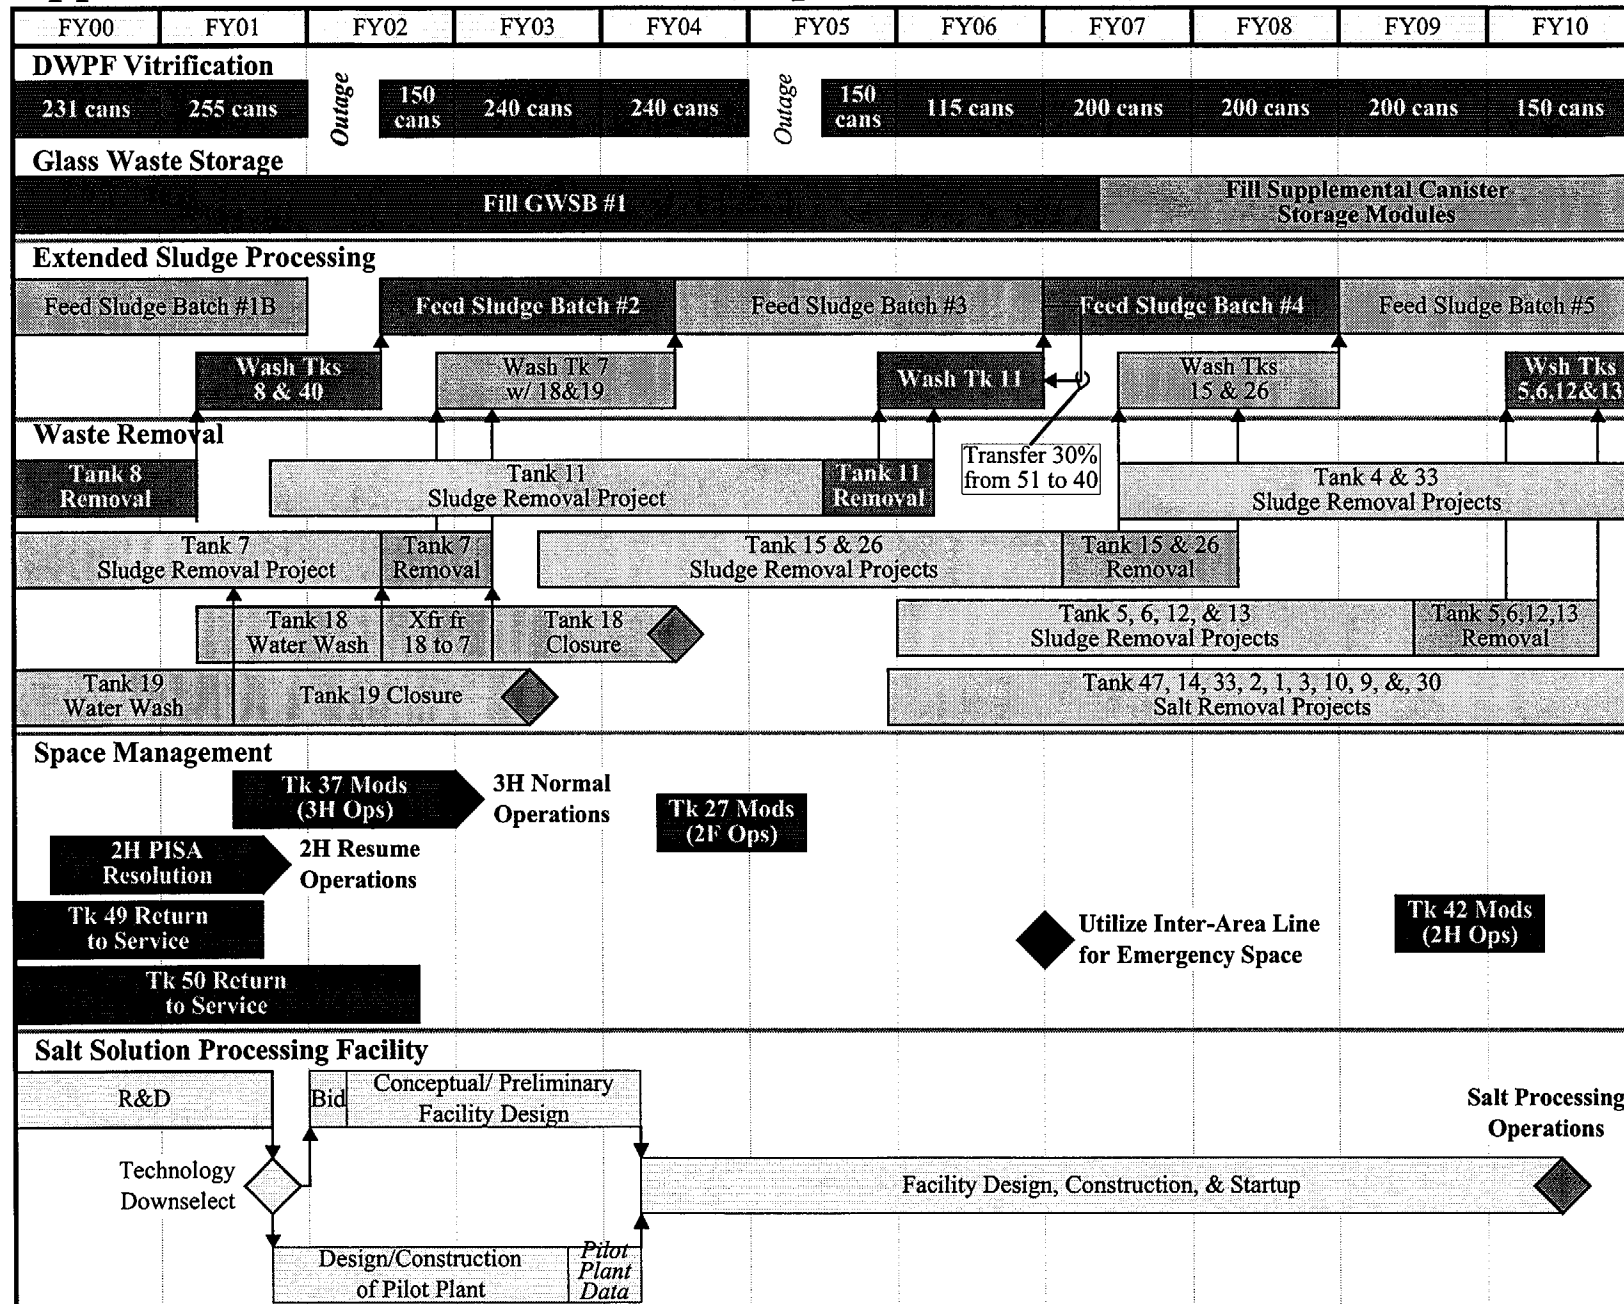 FY00 FY01 FY02 FY03 FY04 FY05 FY06 FY07 FY08 FY09 FY10
DWPF Vitrification
231 cans 255 cans Outage 150 cans 240 cans 240 cans Outage 150 cans 115 cans 200 cans 200 cans 200 cans 150 cans
Glass Waste Storage
Fill GWSB #1
Fill Supplemental Canister
Storage Modules
Extended Sludge Processing
Feed Sludge Batch #1B
Feed Sludge Batch #2
Feed Sludge Batch #3
Feed Sludge Batch #4
Feed Sludge Batch #5
Wash Tks
8 & 40
Wash Tk 7
w/ 18&19
Wash Tk 11
Wash Tks
15 & 26
Wsh Tks
5,6,12&13
Waste Removal
Tank 8
Removal
Tank 11
Sludge Removal Project
Tank 11
Removal
Transfer 30%
from 51 to 40
Tank 4 & 33
Sludge Removal Projects
Tank 7
Sludge Removal Project
Tank 7
Removal
Tank 15 & 26
Sludge Removal Projects
Tank 15 & 26
Removal
Tank 18
Water Wash
Xfr fr
18 to 7
Tank 18
Closure
Tank 5, 6, 12, & 13
Sludge Removal Projects
Tank 5,6,12,13
Removal
Tank 19
Water Wash
Tank 19 Closure
Tank 47, 14, 33, 2, 1, 3, 10, 9, &, 30
Salt Removal Projects
Space Management
Tk 37 Mods
(3H Ops)
3H Normal
Operations
Tk 27 Mods
(2F Ops)
2H PISA
Resolution
2H Resume
Operations
Tk 49 Return
to Service
Utilize Inter-Area Line
for Emergency Space
Tk 42 Mods
(2H Ops)
Tk 50 Return
to Service
Salt Solution Processing Facility
R&D
Bid
Conceptual/ Preliminary
Facility Design
Salt Processing
Operations
Technology
Downselect
Facility Design, Construction, & Startup
Design/Construction
of Pilot Plant
Pilot
Plant
Data